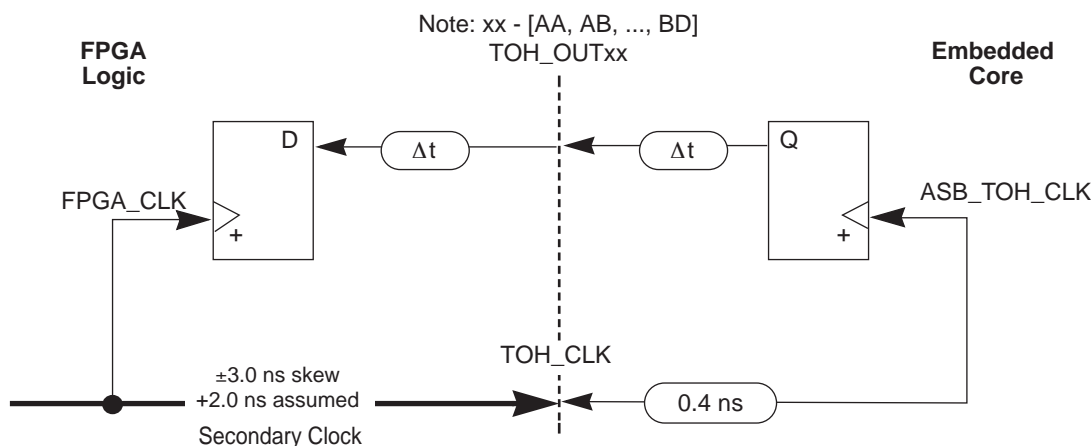 Note: xx - [AA, AB, ..., BD]
TOH_OUTxx
FPGA
Logic
Embedded
Core
D
Δt
Δt
Q
FPGA_CLK
ASB_TOH_CLK
+
+
TOH_CLK
±3.0 ns skew
+2.0 ns assumed
0.4 ns
Secondary Clock